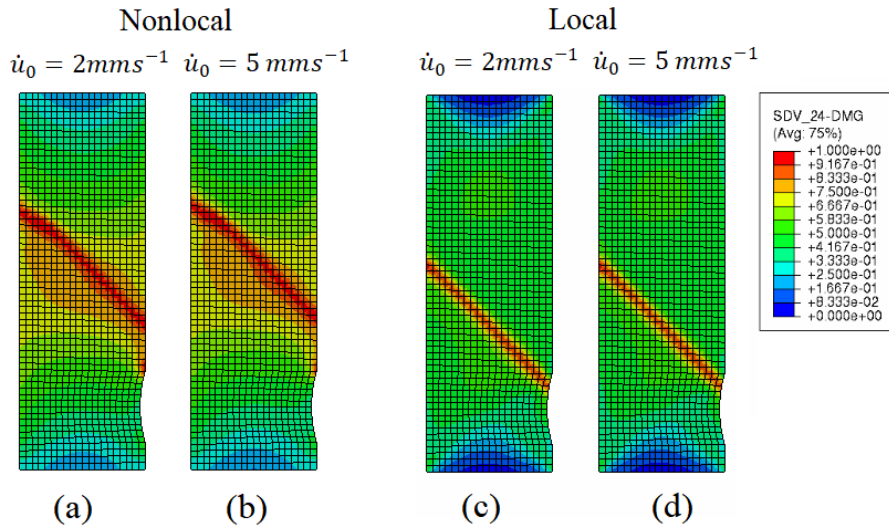 Nonlocal
Local
u̇₀ = 2mms⁻¹
u̇₀ = 5 mms⁻¹
u̇₀ = 2mms⁻¹
u̇₀ = 5 mms⁻¹
SDV_24-DMG
(Avg: 75%)
+1.000e+00
+9.167e-01
+8.333e-01
+7.500e-01
+6.667e-01
+5.833e-01
+5.000e-01
+4.167e-01
+3.333e-01
+2.500e-01
+1.667e-01
+8.333e-02
+0.000e+00
(a)
(b)
(c)
(d)